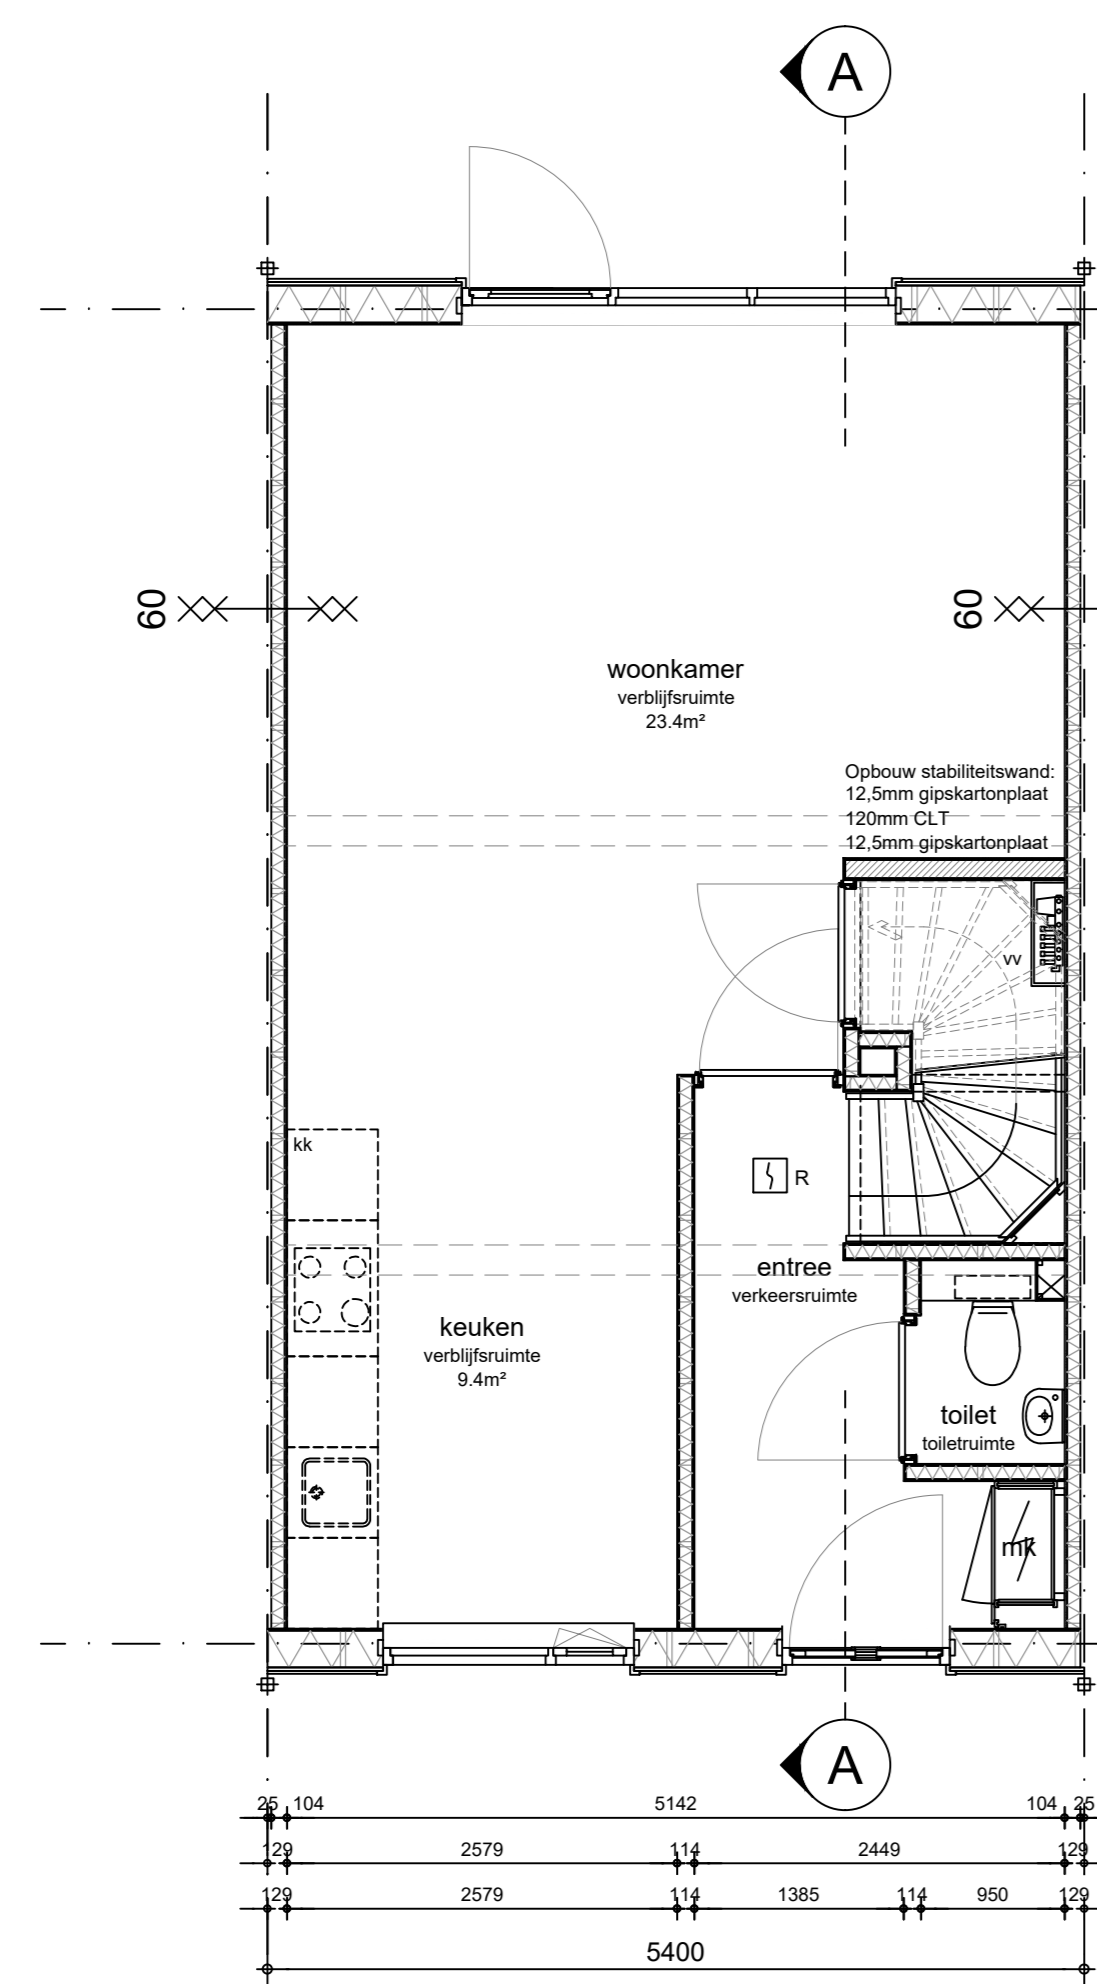 A
60
60
woonkamer
verblijfsruimte
23.4m²
Opbouw stabiliteitswand:
12,5mm gipskartonplaat
120mm CLT
12,5mm gipskartonplaat
vv
kk
R
entree
verkeersruimte
keuken
verblijfsruimte
9.4m²
toilet
toiletruimte
mk
A
25 104 5142 104 25
129 2579 114 2449 129
129 2579 114 1385 114 950 129
5400